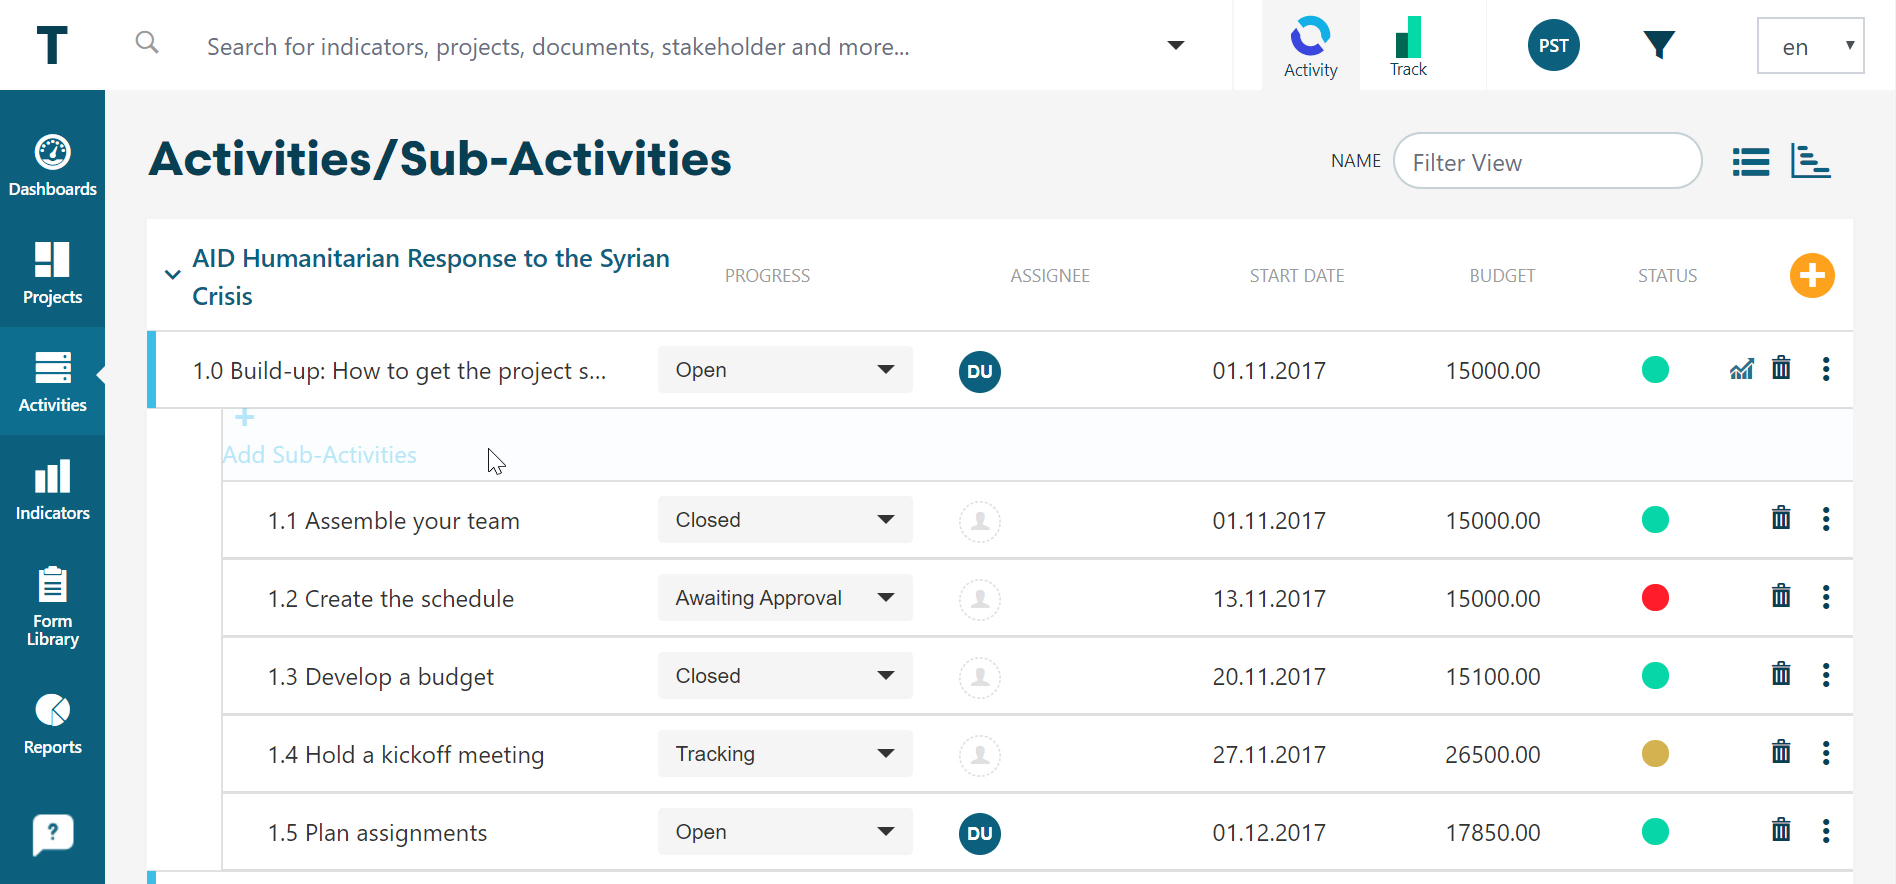 T
Search for indicators, projects, documents, stakeholder and more...
Activity
Track
PST
en
Dashboards
Projects
Activities
Indicators
Form
Library
Reports
?
Activities/Sub-Activities
NAME
Filter View
AID Humanitarian Response to the Syrian
Crisis
PROGRESS
ASSIGNEE
START DATE
BUDGET
STATUS
1.0 Build-up: How to get the project s... Open DU 01.11.2017 15000.00
Add Sub-Activities
1.1 Assemble your team Closed 01.11.2017 15000.00
1.2 Create the schedule Awaiting Approval 13.11.2017 15000.00
1.3 Develop a budget Closed 20.11.2017 15100.00
1.4 Hold a kickoff meeting Tracking 27.11.2017 26500.00
1.5 Plan assignments Open DU 01.12.2017 17850.00